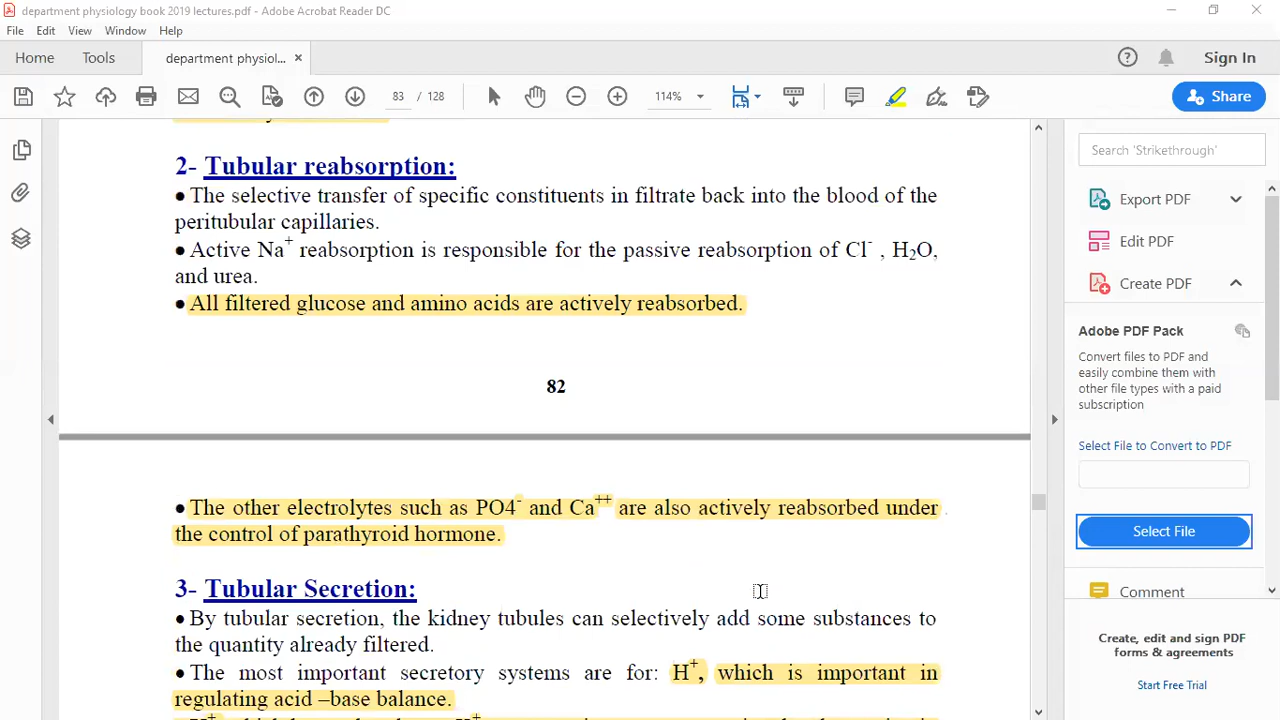 department physiology book 2019 lectures.pdf - Adobe Acrobat Reader DC
File Edit View Window Help
Home Tools department physiol... × Sign In
83 / 128 114% Share
2- Tubular reabsorption:
● The selective transfer of specific constituents in filtrate back into the blood of the
peritubular capillaries.
● Active Na⁺ reabsorption is responsible for the passive reabsorption of Cl⁻ , H₂O,
and urea.
● All filtered glucose and amino acids are actively reabsorbed.
82
● The other electrolytes such as PO4⁻ and Ca⁺⁺ are also actively reabsorbed under
the control of parathyroid hormone.
3- Tubular Secretion:
● By tubular secretion, the kidney tubules can selectively add some substances to
the quantity already filtered.
● The most important secretory systems are for: H⁺, which is important in
regulating acid –base balance.
Search 'Strikethrough'
Export PDF
Edit PDF
Create PDF
Adobe PDF Pack
Convert files to PDF and
easily combine them with
other file types with a paid
subscription
Select File to Convert to PDF
Select File
Comment
Create, edit and sign PDF
forms & agreements
Start Free Trial